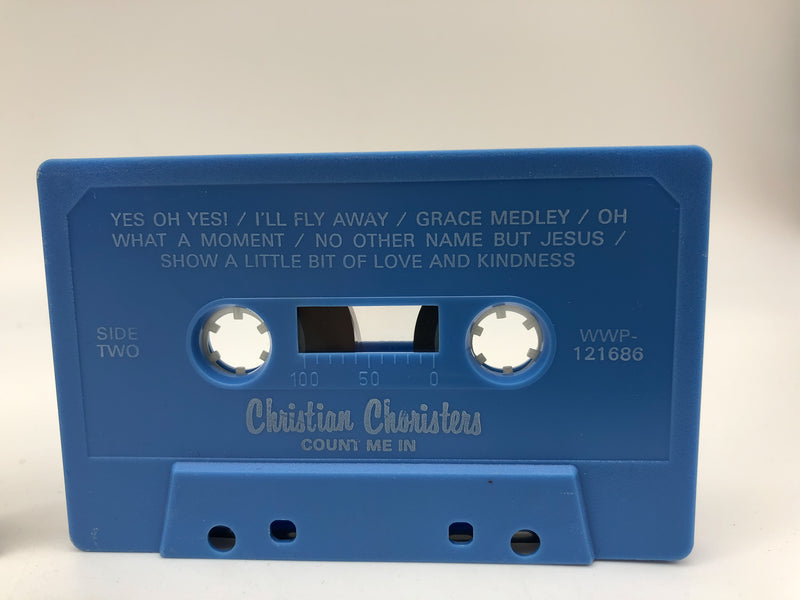 YES OH YES! / I'LL FLY AWAY / GRACE MEDLEY / OH
WHAT A MOMENT / NO OTHER NAME BUT JESUS /
SHOW A LITTLE BIT OF LOVE AND KINDNESS
SIDE
TWO
WWP-
121686
100 50 0
Christian Choristers
COUNT ME IN